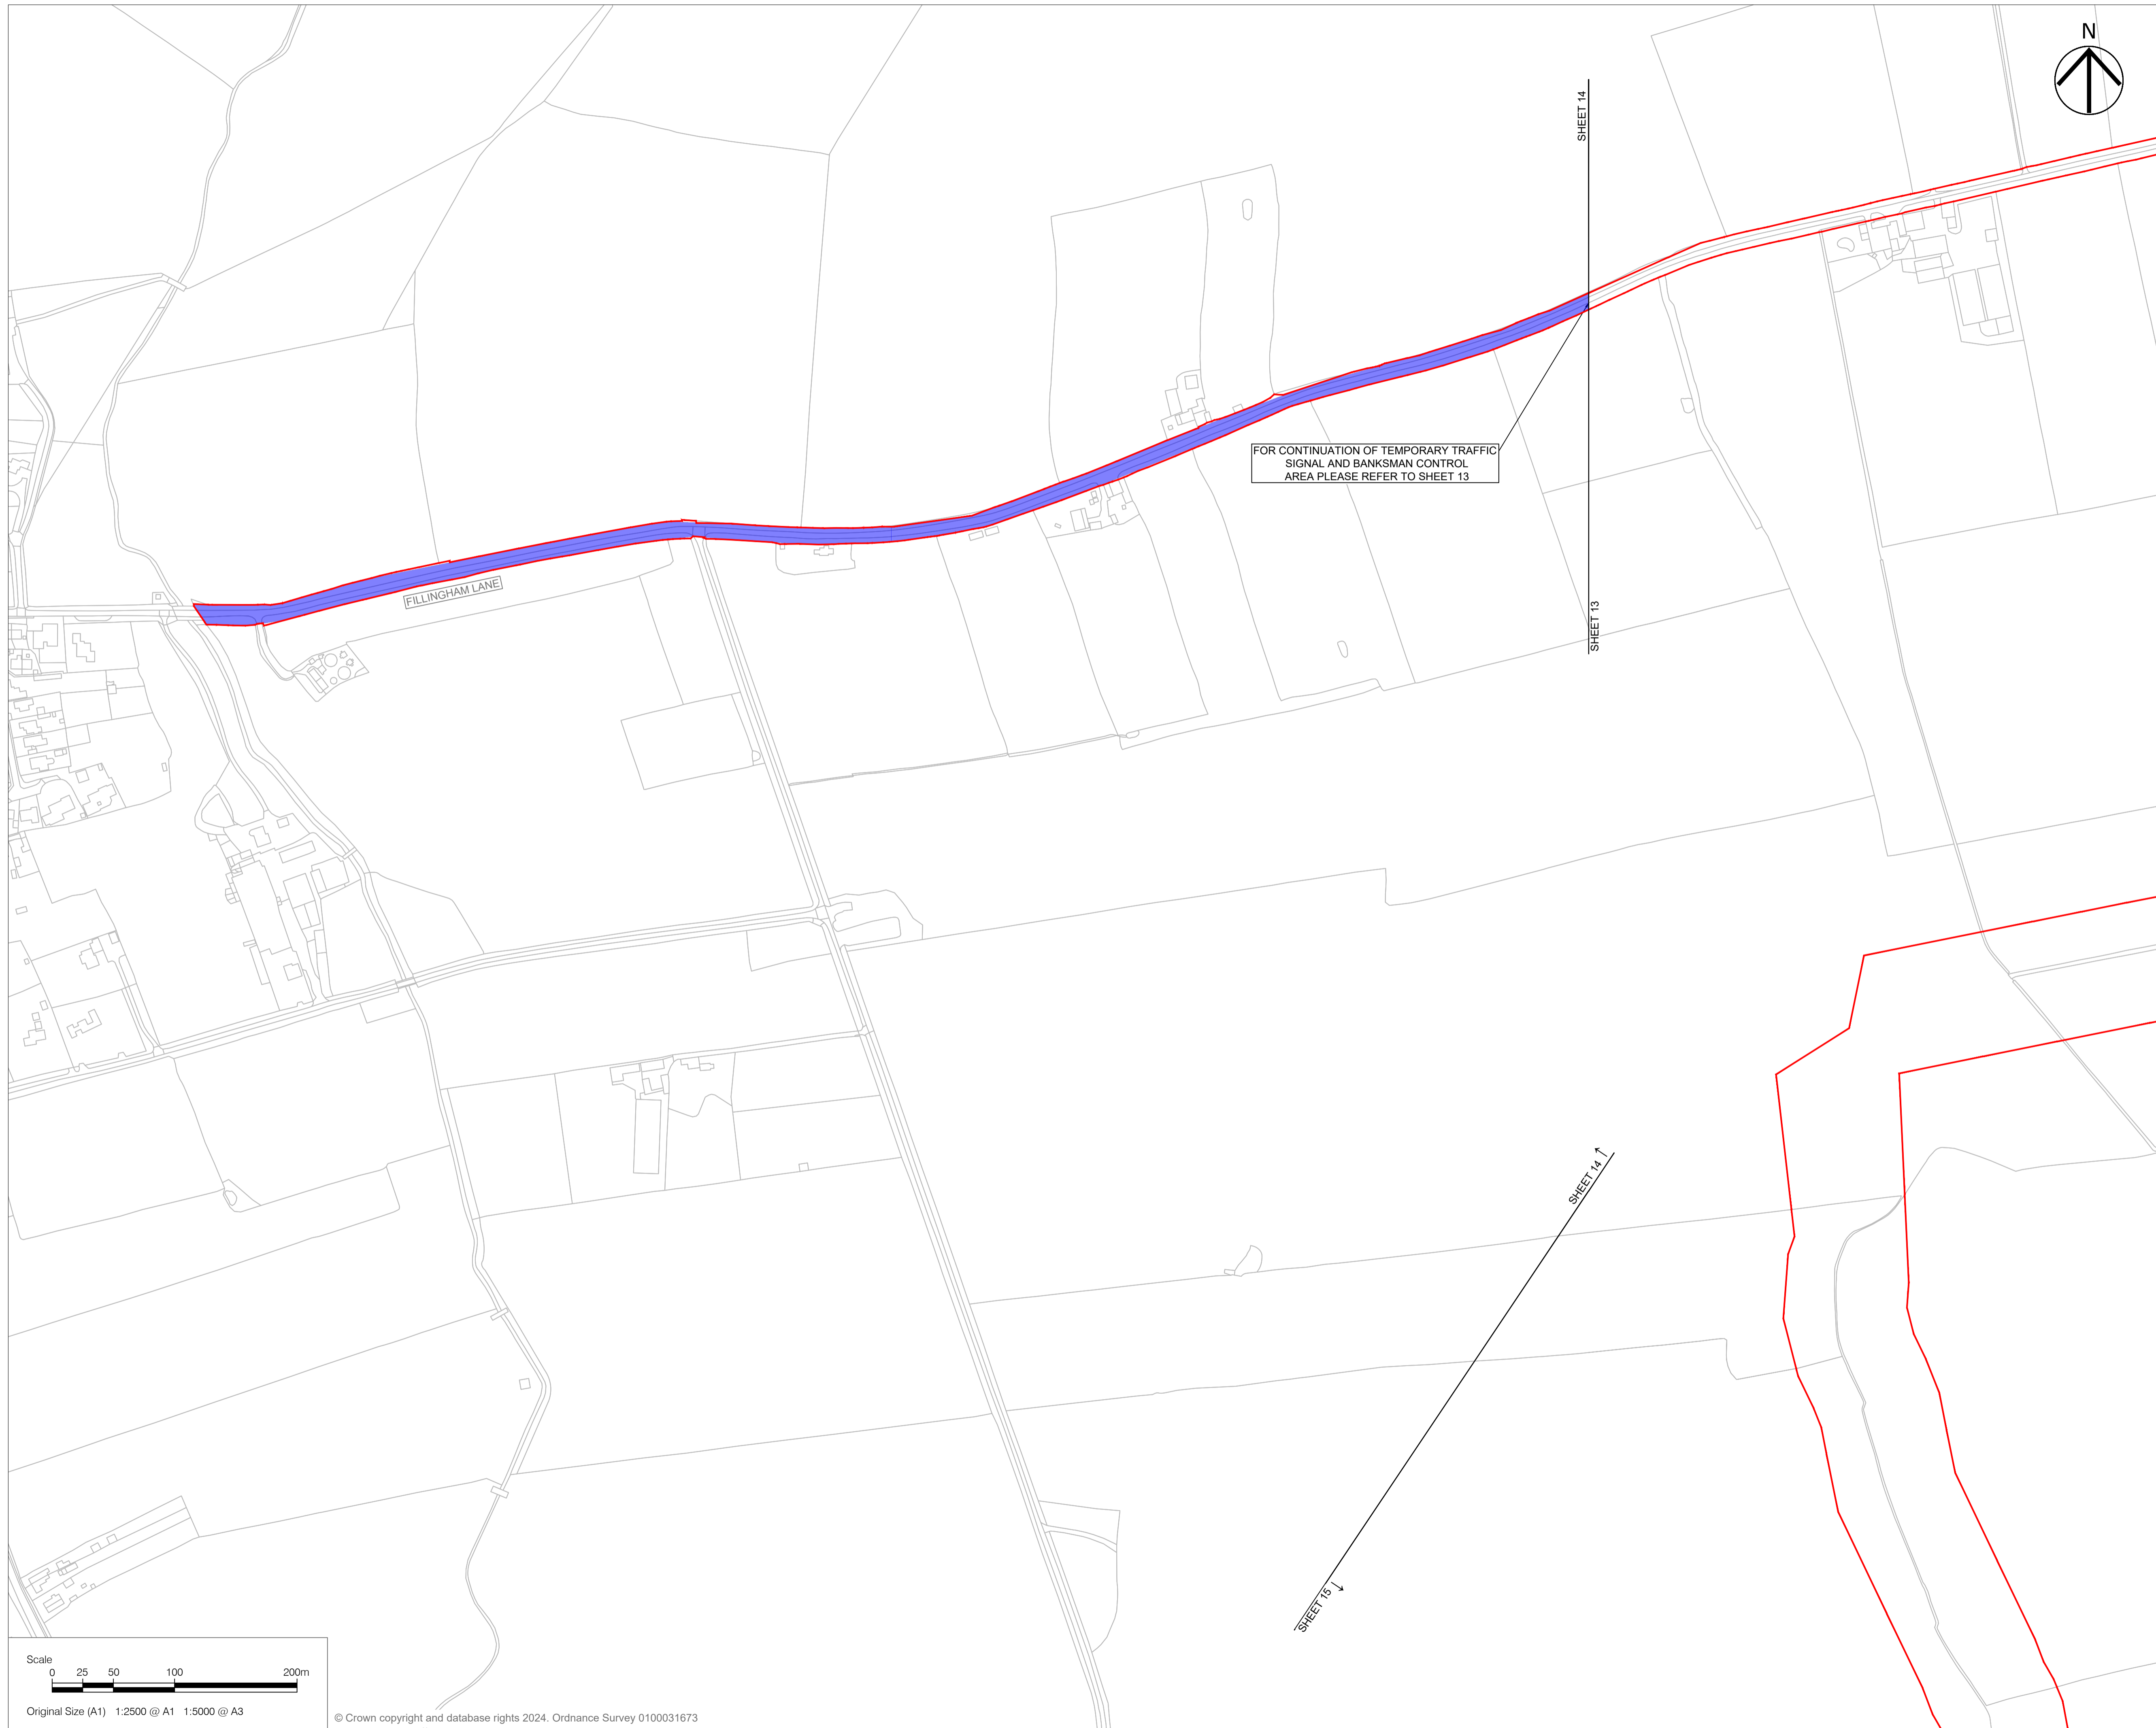 N
SHEET 14
FOR CONTINUATION OF TEMPORARY TRAFFIC
SIGNAL AND BANKSMAN CONTROL
AREA PLEASE REFER TO SHEET 13
FILLINGHAM LANE
SHEET 13
SHEET 14
SHEET 15
Scale
0 25 50 100 200m
Original Size (A1) 1:2500 @ A1 1:5000 @ A3
© Crown copyright and database rights 2024. Ordnance Survey 0100031673